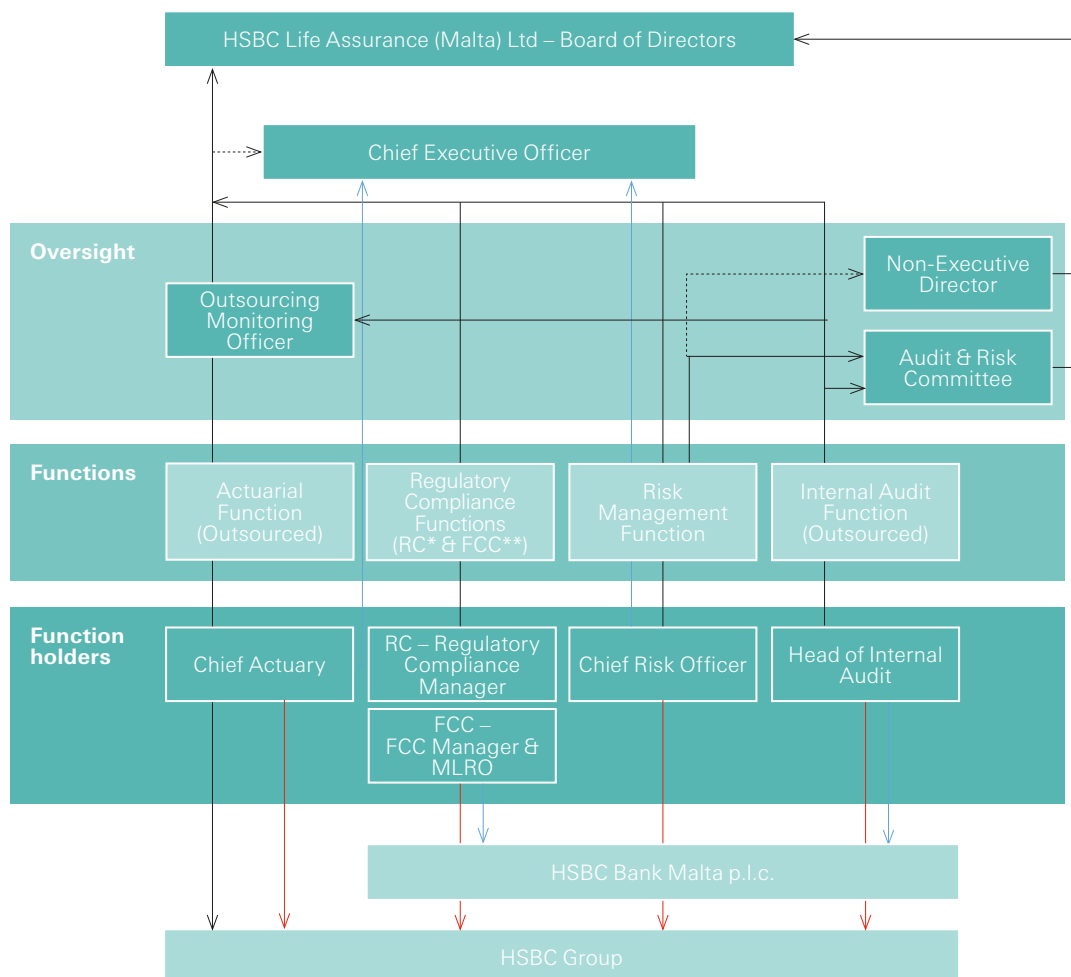 HSBC Life Assurance (Malta) Ltd – Board of Directors
Chief Executive Officer
Oversight
Non-Executive
Director
Outsourcing
Monitoring
Officer
Audit & Risk
Committee
Functions
Actuarial
Function
(Outsourced)
Regulatory
Compliance
Functions
(RC* & FCC**)
Risk
Management
Function
Internal Audit
Function
(Outsourced)
Function
holders
Chief Actuary
RC – Regulatory
Compliance
Manager
Chief Risk Officer
Head of Internal
Audit
FCC –
FCC Manager &
MLRO
HSBC Bank Malta p.l.c.
HSBC Group